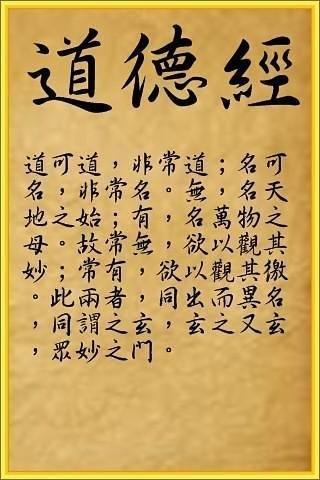 道德經
道可道，非常道；名可
名，非常名。無，名天
地之始；有，名萬物之
母。故常無，欲以觀其
妙；常有，欲以觀其徼
。此兩者，同出而異名
，同謂之玄。玄之又玄
，眾妙之門。